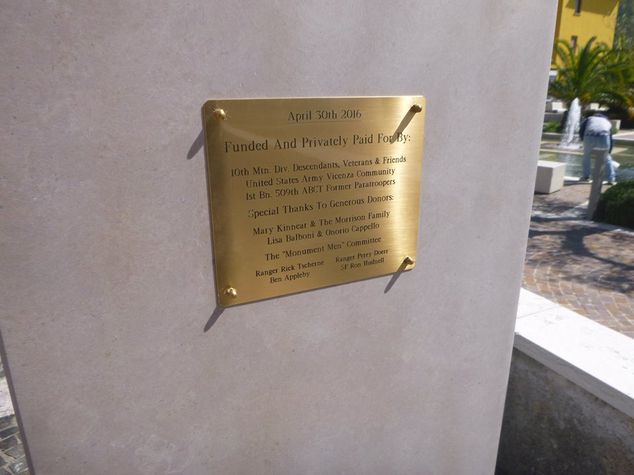 April 30th 2016
Funded And Privately Paid For By:
10th Mtn. Div. Descendants, Veterans & Friends
United States Army Vicenza Community
1st Bn. 509th ABCT Former Paratroopers
Special Thanks To Generous Donors:
Mary Kinnear & The Morrison Family
Lisa Balboni & Onorio Cappello
The "Monument Men" Committee
Ranger Rick Tscherne Ranger Perry Doerr
Ben Appleby SF Ron